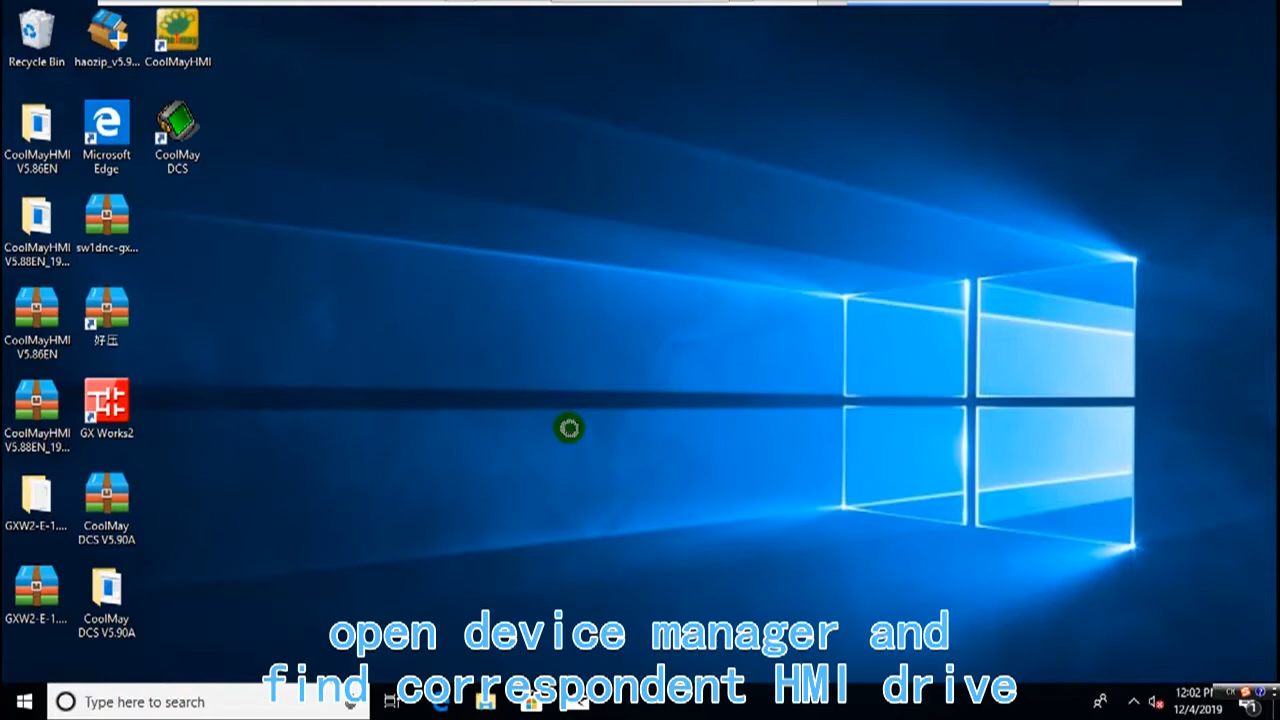 Recycle Bin
haozip_v5.9...
CoolMayHMI
CoolMayHMI
V5.86EN
Microsoft
Edge
CoolMay
DCS
CoolMayHMI
V5.88EN_19...
sw1dnc-gx...
CoolMayHMI
V5.86EN
好压
CoolMayHMI
V5.88EN_19...
GX Works2
GXW2-E-1....
CoolMay
DCS V5.90A
GXW2-E-1....
CoolMay
DCS V5.90A
open device manager and
find correspondent HMI drive
Type here to search
12:02 P
12/4/2019